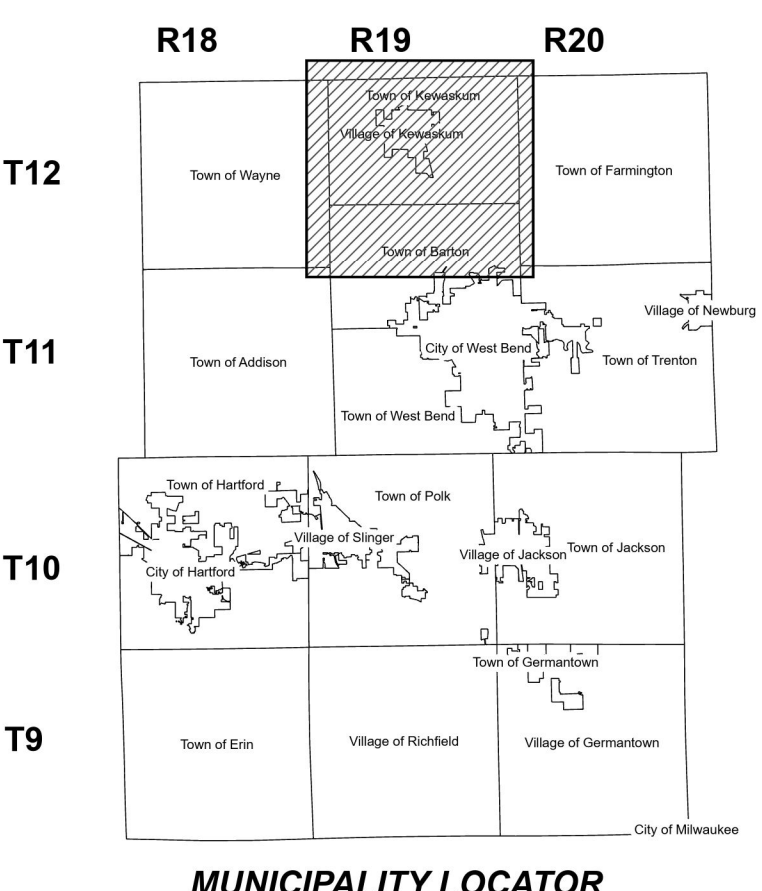 R18 R19 R20
Town of Kewaskum
Village of Kewaskum
T12
Town of Wayne
Town of Farmington
Town of Barton
Village of Newburg
T11
City of West Bend
Town of Addison
Town of Trenton
Town of West Bend
Town of Hartford
Town of Polk
Village of Slinger
Village of Jackson
Town of Jackson
T10
City of Hartford
Town of Germantown
T9
Town of Erin
Village of Richfield
Village of Germantown
City of Milwaukee
MUNICIPALITY LOCATOR